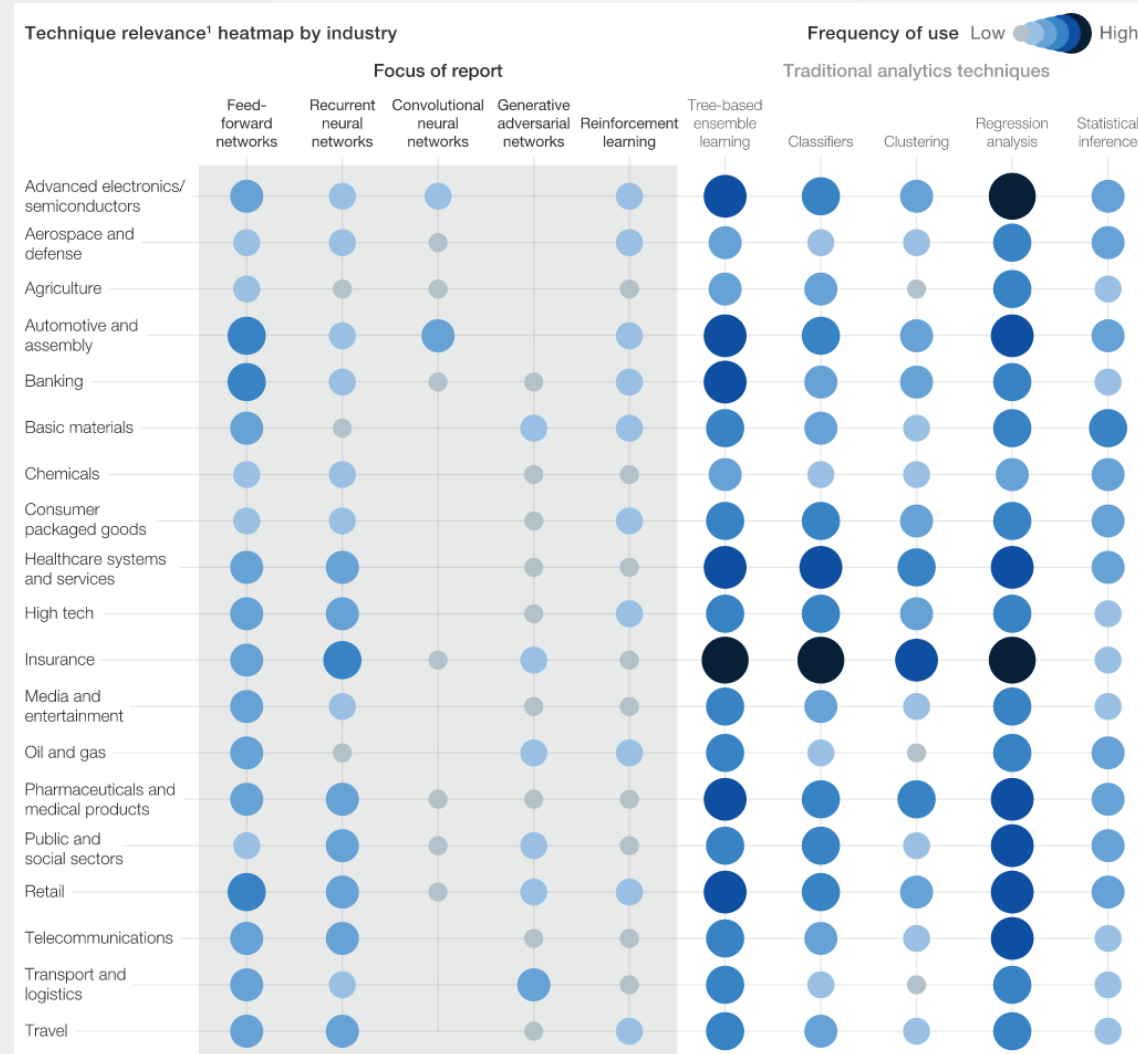 Technique relevance¹ heatmap by industry
Frequency of use Low High
Focus of report
Traditional analytics techniques
Feed-
forward
networks
Recurrent
neural
networks
Convolutional
neural
networks
Generative
adversarial
networks
Reinforcement
learning
Tree-based
ensemble
learning
Classifiers
Clustering
Regression
analysis
Statistical
inference
Advanced electronics/
semiconductors
Aerospace and
defense
Agriculture
Automotive and
assembly
Banking
Basic materials
Chemicals
Consumer
packaged goods
Healthcare systems
and services
High tech
Insurance
Media and
entertainment
Oil and gas
Pharmaceuticals and
medical products
Public and
social sectors
Retail
Telecommunications
Transport and
logistics
Travel